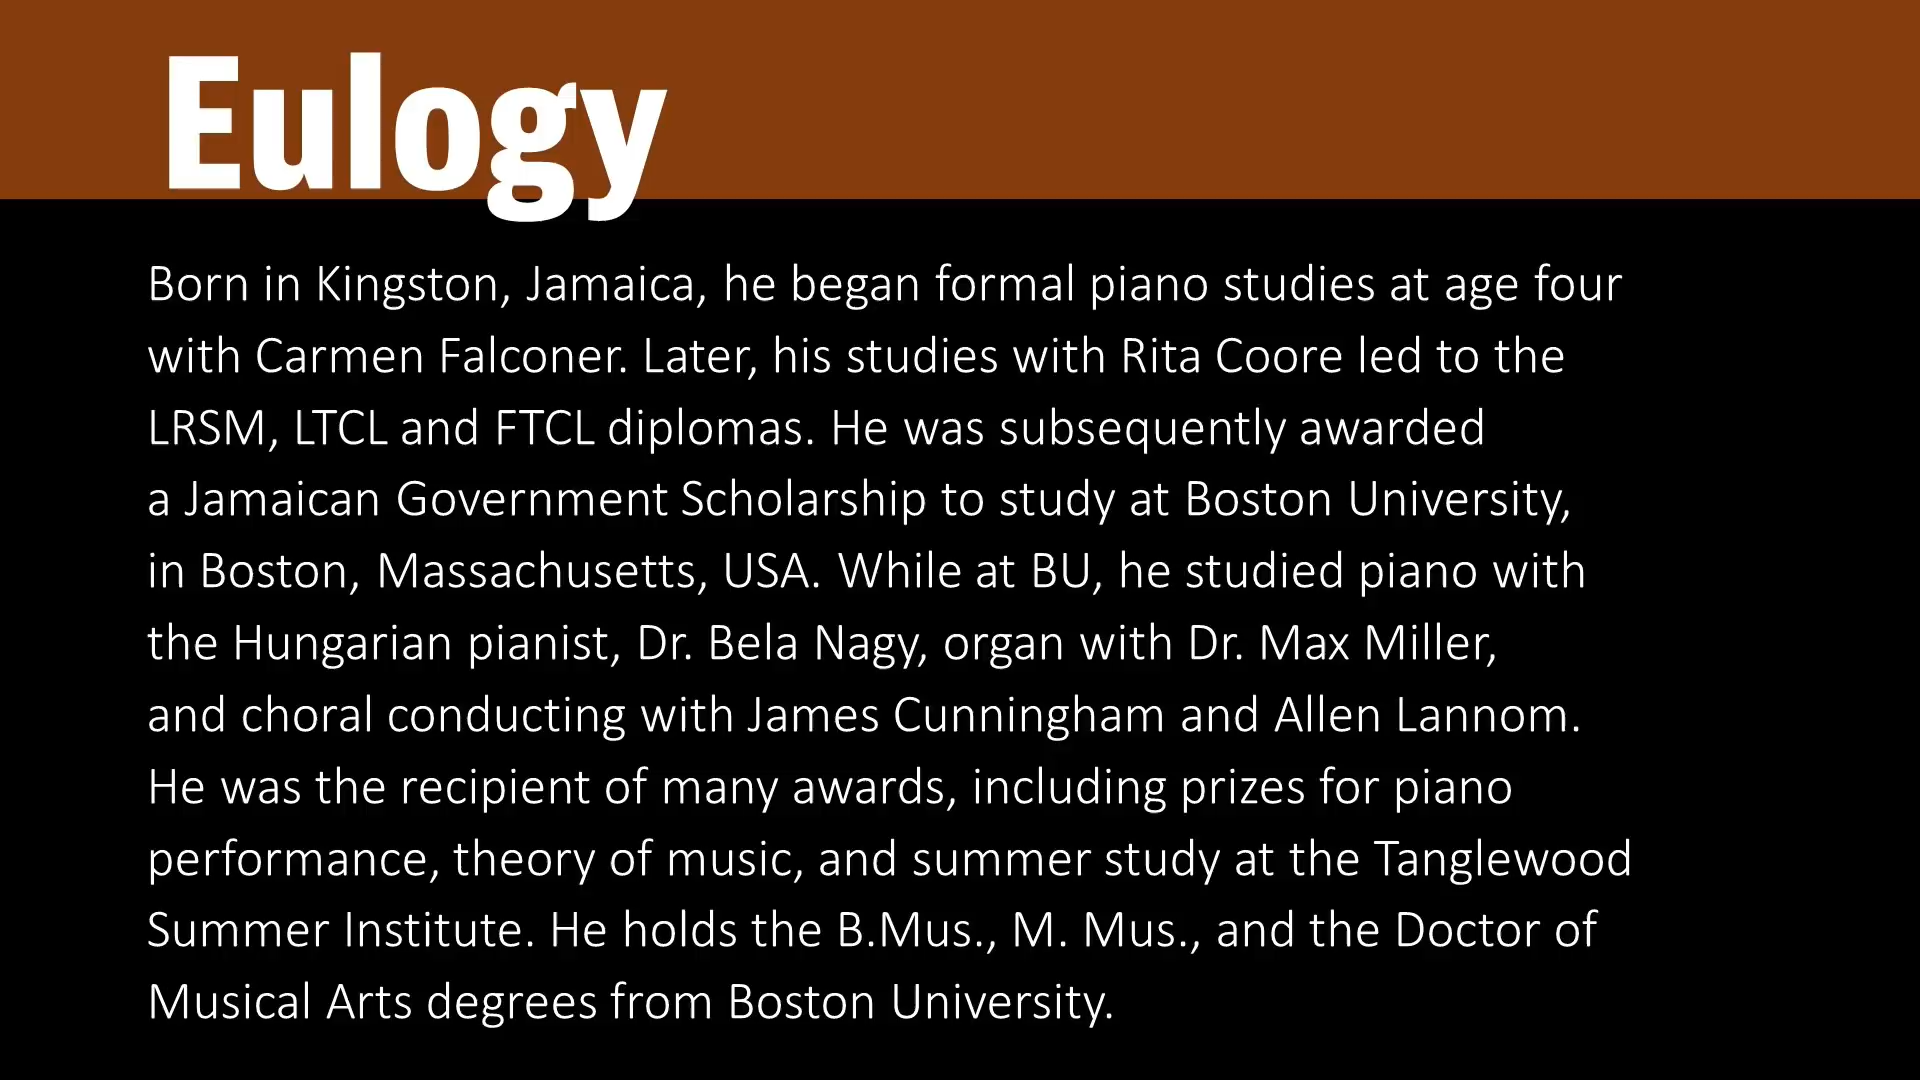 Eulogy
Born in Kingston, Jamaica, he began formal piano studies at age four
with Carmen Falconer. Later, his studies with Rita Coore led to the
LRSM, LTCL and FTCL diplomas. He was subsequently awarded
a Jamaican Government Scholarship to study at Boston University,
in Boston, Massachusetts, USA. While at BU, he studied piano with
the Hungarian pianist, Dr. Bela Nagy, organ with Dr. Max Miller,
and choral conducting with James Cunningham and Allen Lannom.
He was the recipient of many awards, including prizes for piano
performance, theory of music, and summer study at the Tanglewood
Summer Institute. He holds the B.Mus., M. Mus., and the Doctor of
Musical Arts degrees from Boston University.